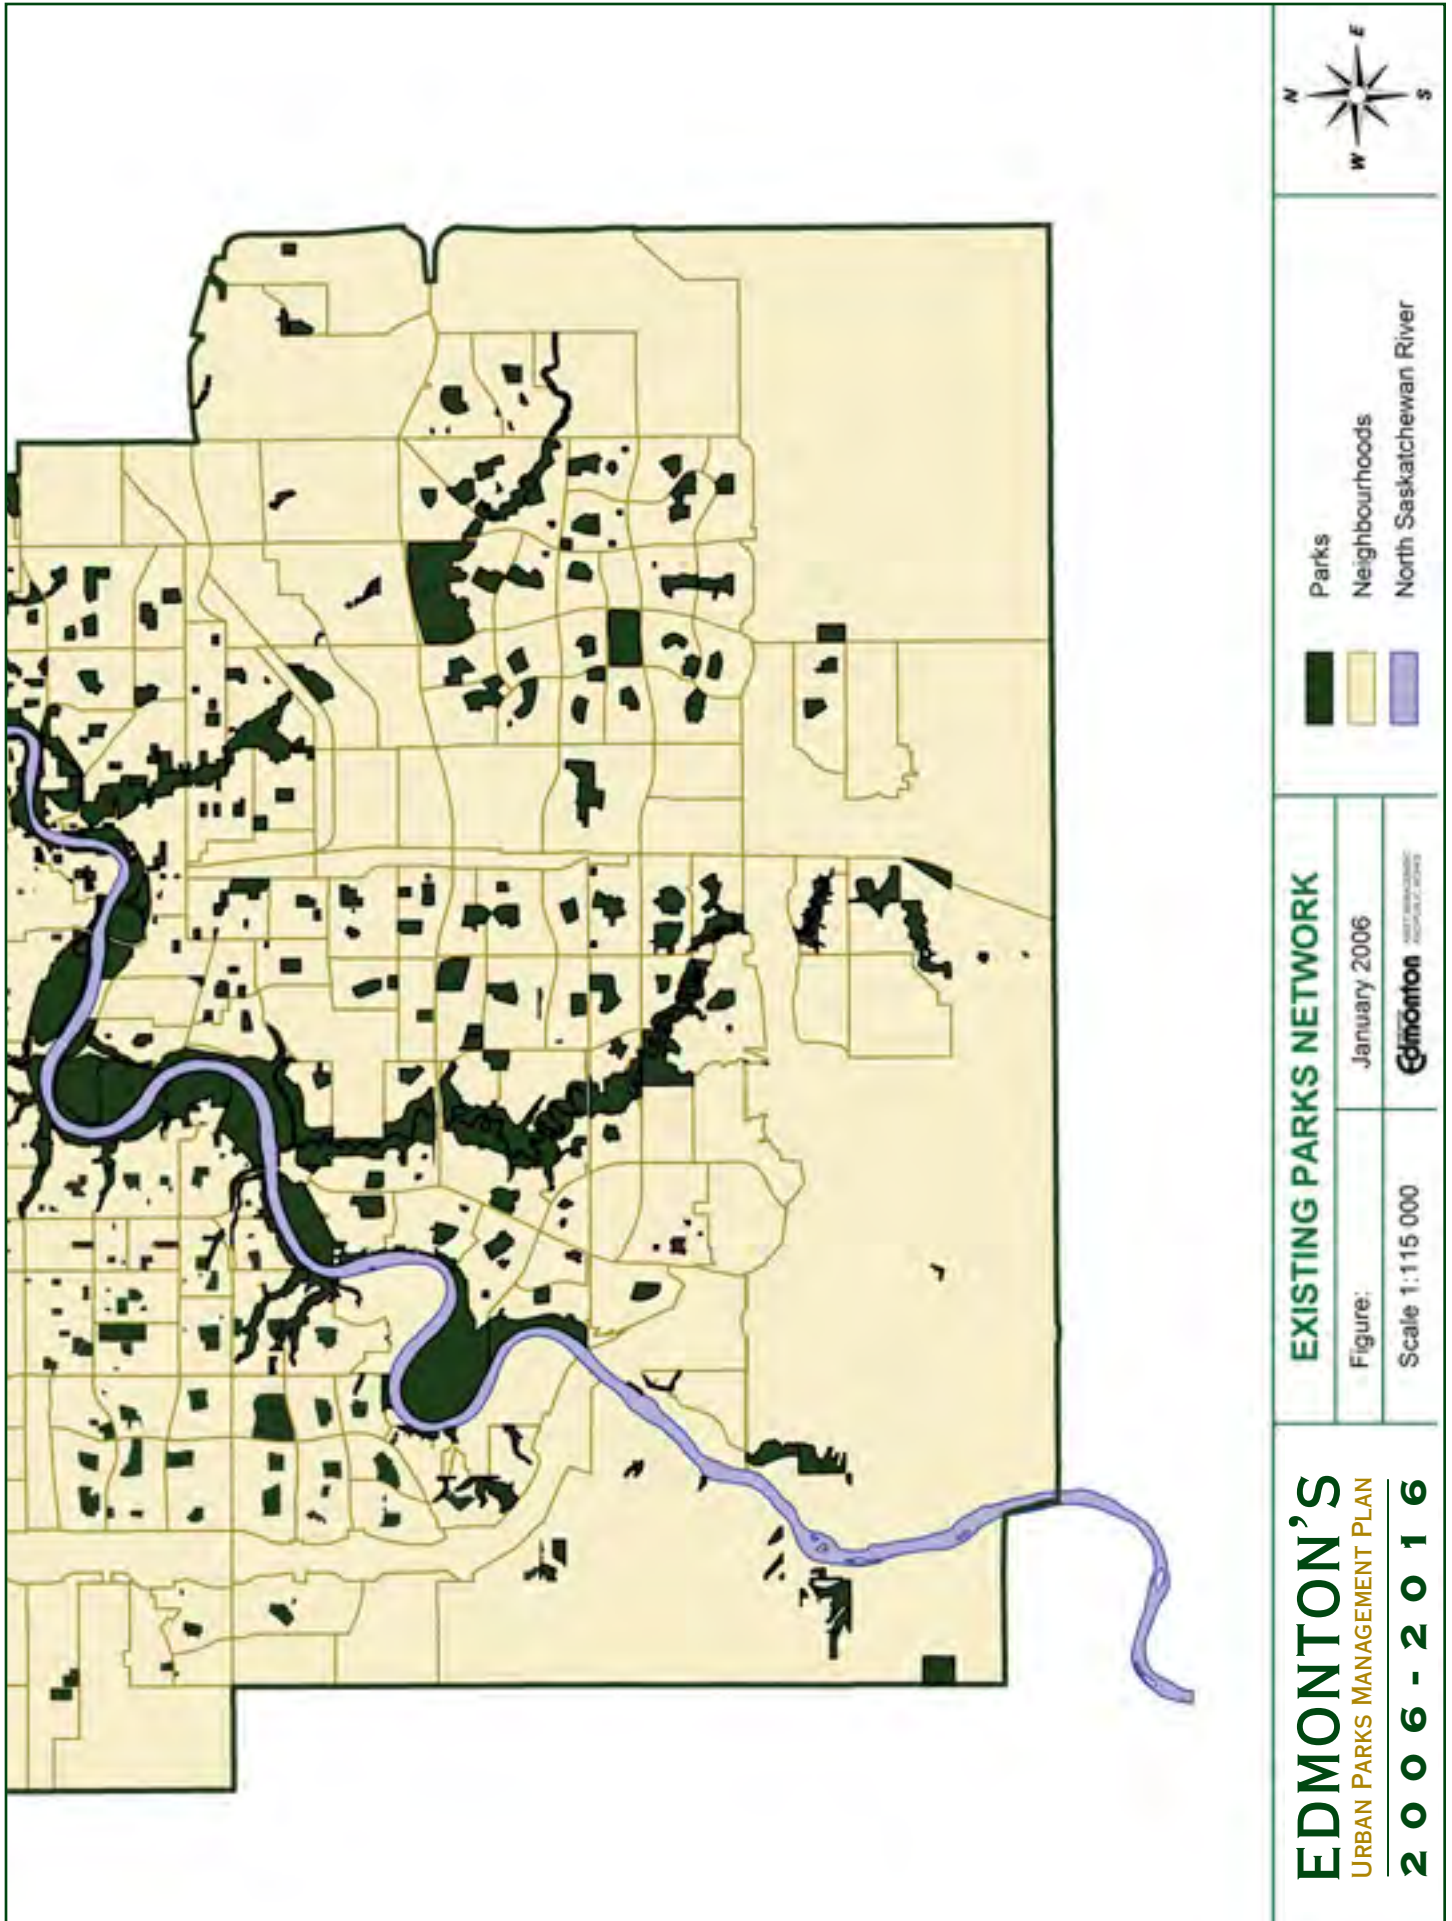 EDMONTON'S
URBAN PARKS MANAGEMENT PLAN
2006-2016
EXISTING PARKS NETWORK
Figure:
January 2006
Scale 1:115 000
Edmonton
Parks
Neighbourhoods
North Saskatchewan River
N
W
E
S